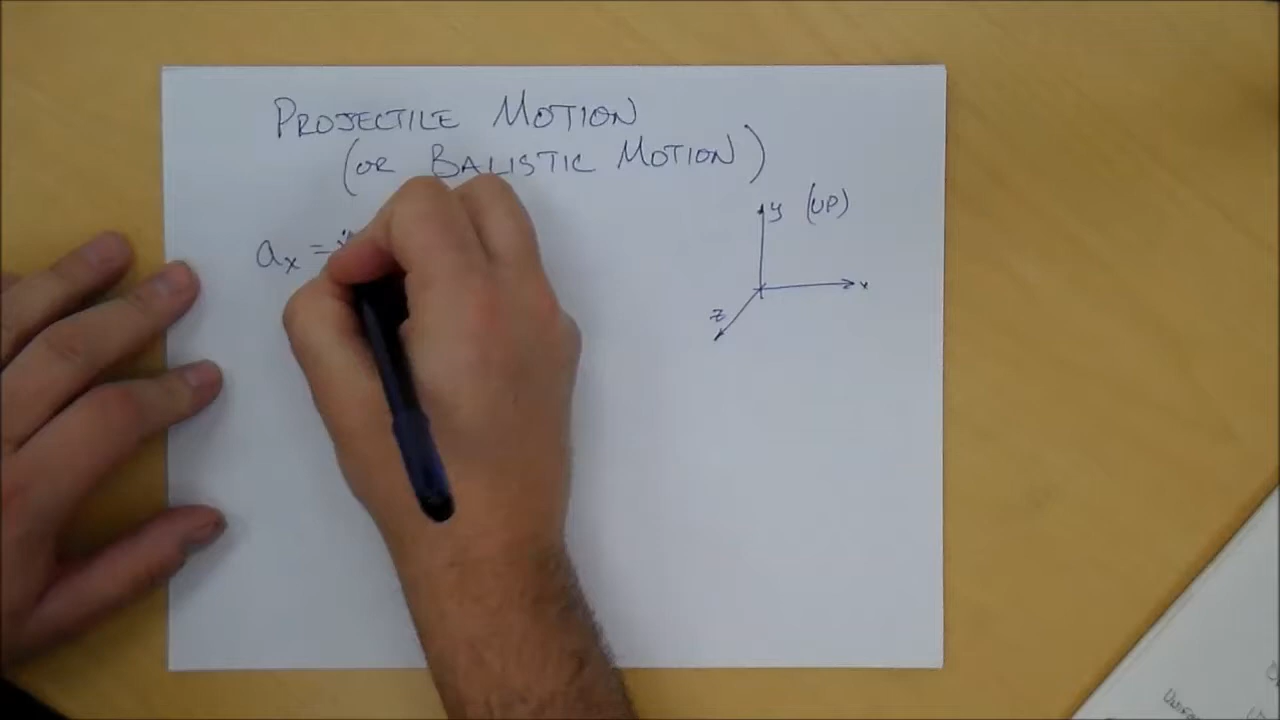 PROJECTILE MOTION
(OR BALISTIC MOTION)
y (UP)
aₓ =
x
z